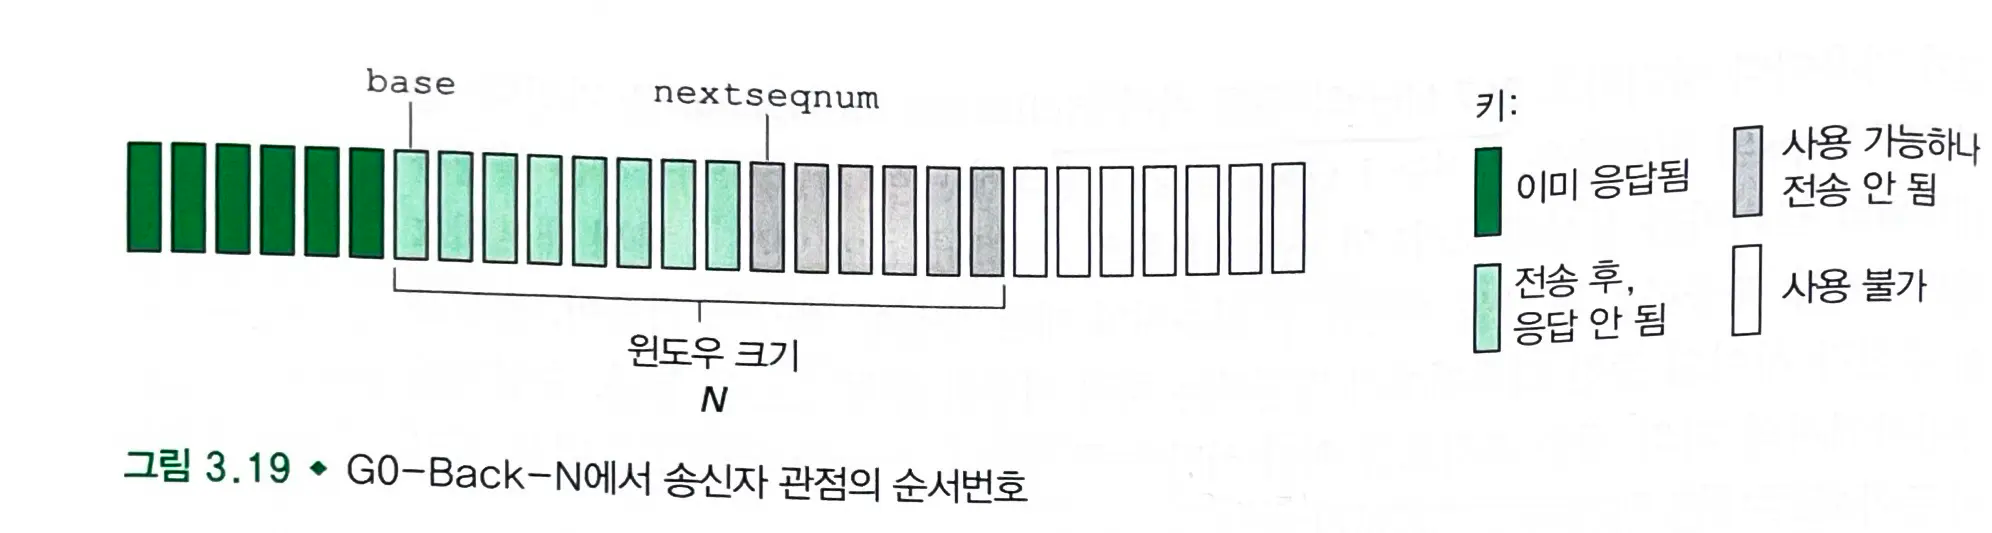 base
nextseqnum
윈도우 크기
N
키:
이미 응답됨
전송 후,
응답 안 됨
사용 가능하나
전송 안 됨
사용 불가
그림 3.19 ◆ G0-Back-N에서 송신자 관점의 순서번호